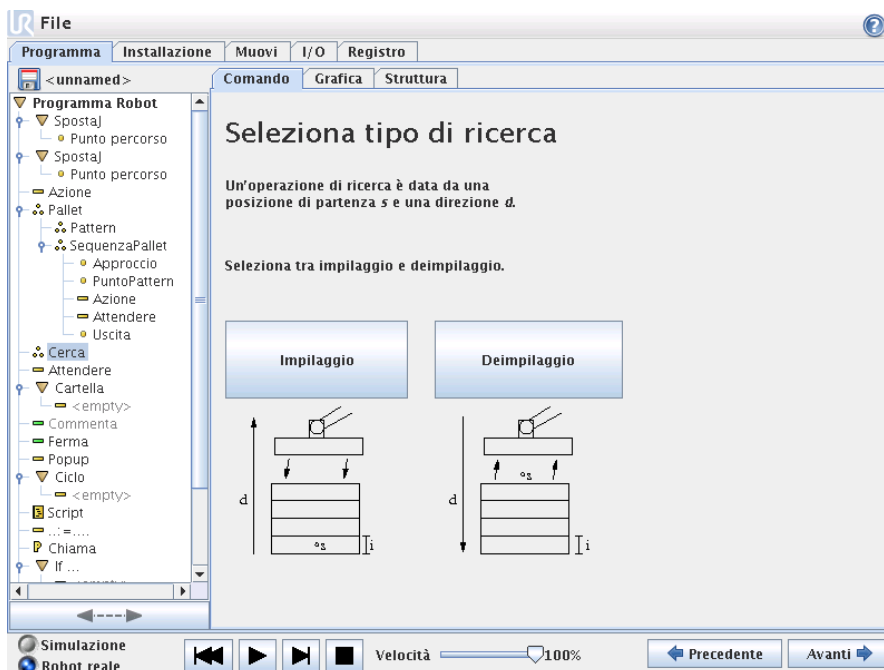 UR File
Programma Installazione Muovi I/O Registro
<unnamed>
Comando Grafica Struttura
Programma Robot
SpostaJ
Punto percorso
SpostaJ
Punto percorso
Azione
Pallet
Pattern
SequenzaPallet
Approccio
PuntoPattern
Azione
Attendere
Uscita
Cerca
Attendere
Cartella
<empty>
Commenta
Ferma
Popup
Ciclo
<empty>
Script
..:=....
Chiama
If ...
<empty>
Seleziona tipo di ricerca
Un'operazione di ricerca è data da una
posizione di partenza s e una direzione d.
Seleziona tra impilaggio e deimpilaggio.
Impilaggio Deimpilaggio
d s i
d s i
Simulazione
Robot reale
Velocità 100%
Precedente Avanti